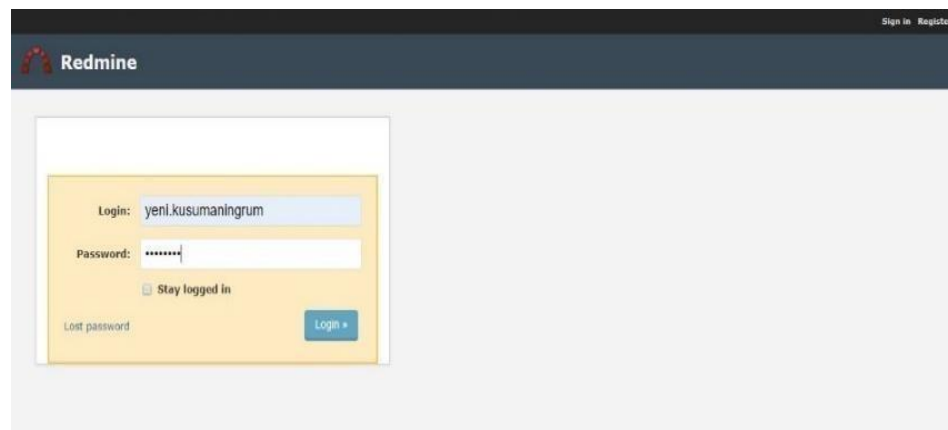 Sign in Registe
Redmine
Login: yeni.kusumaningrum
Password: ••••••••
Stay logged in
Lost password Login »